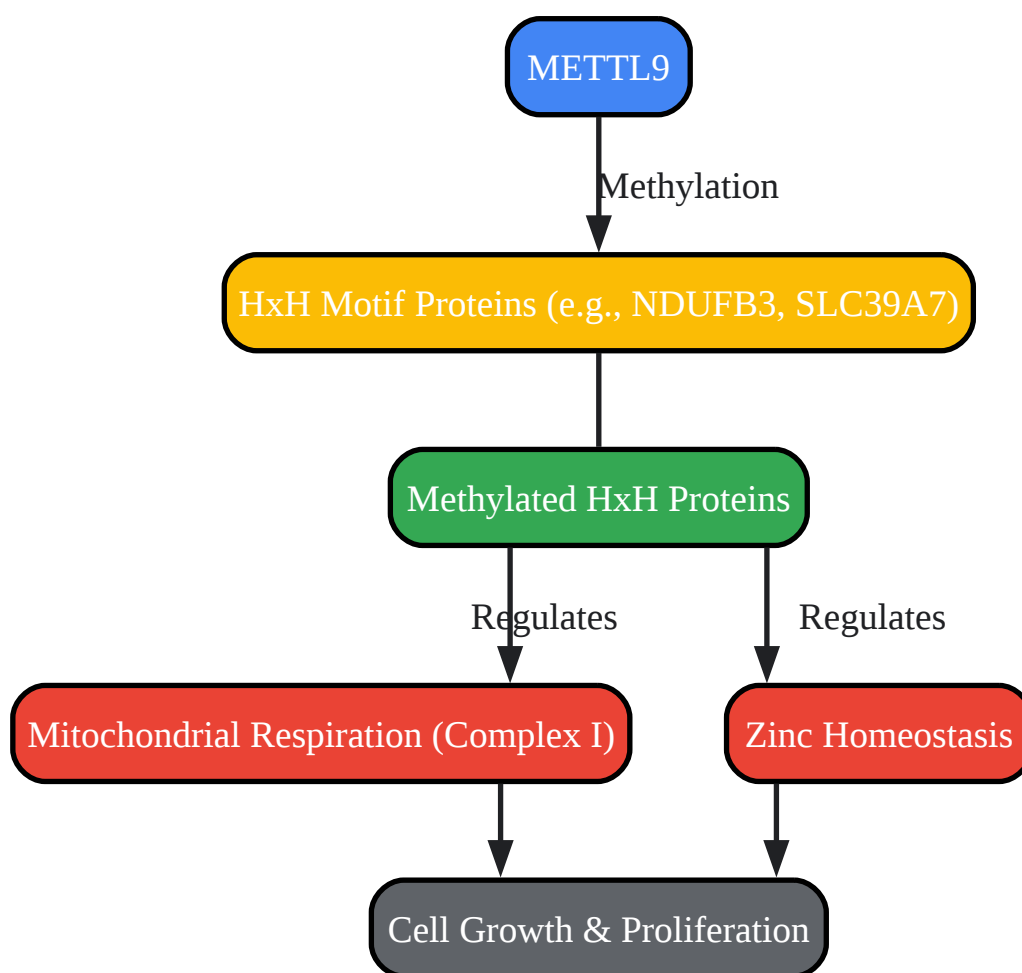 METTL9
Methylation
HxH Motif Proteins (e.g., NDUFB3, SLC39A7)
Methylated HxH Proteins
Regulates
Regulates
Mitochondrial Respiration (Complex I)
Zinc Homeostasis
Cell Growth & Proliferation